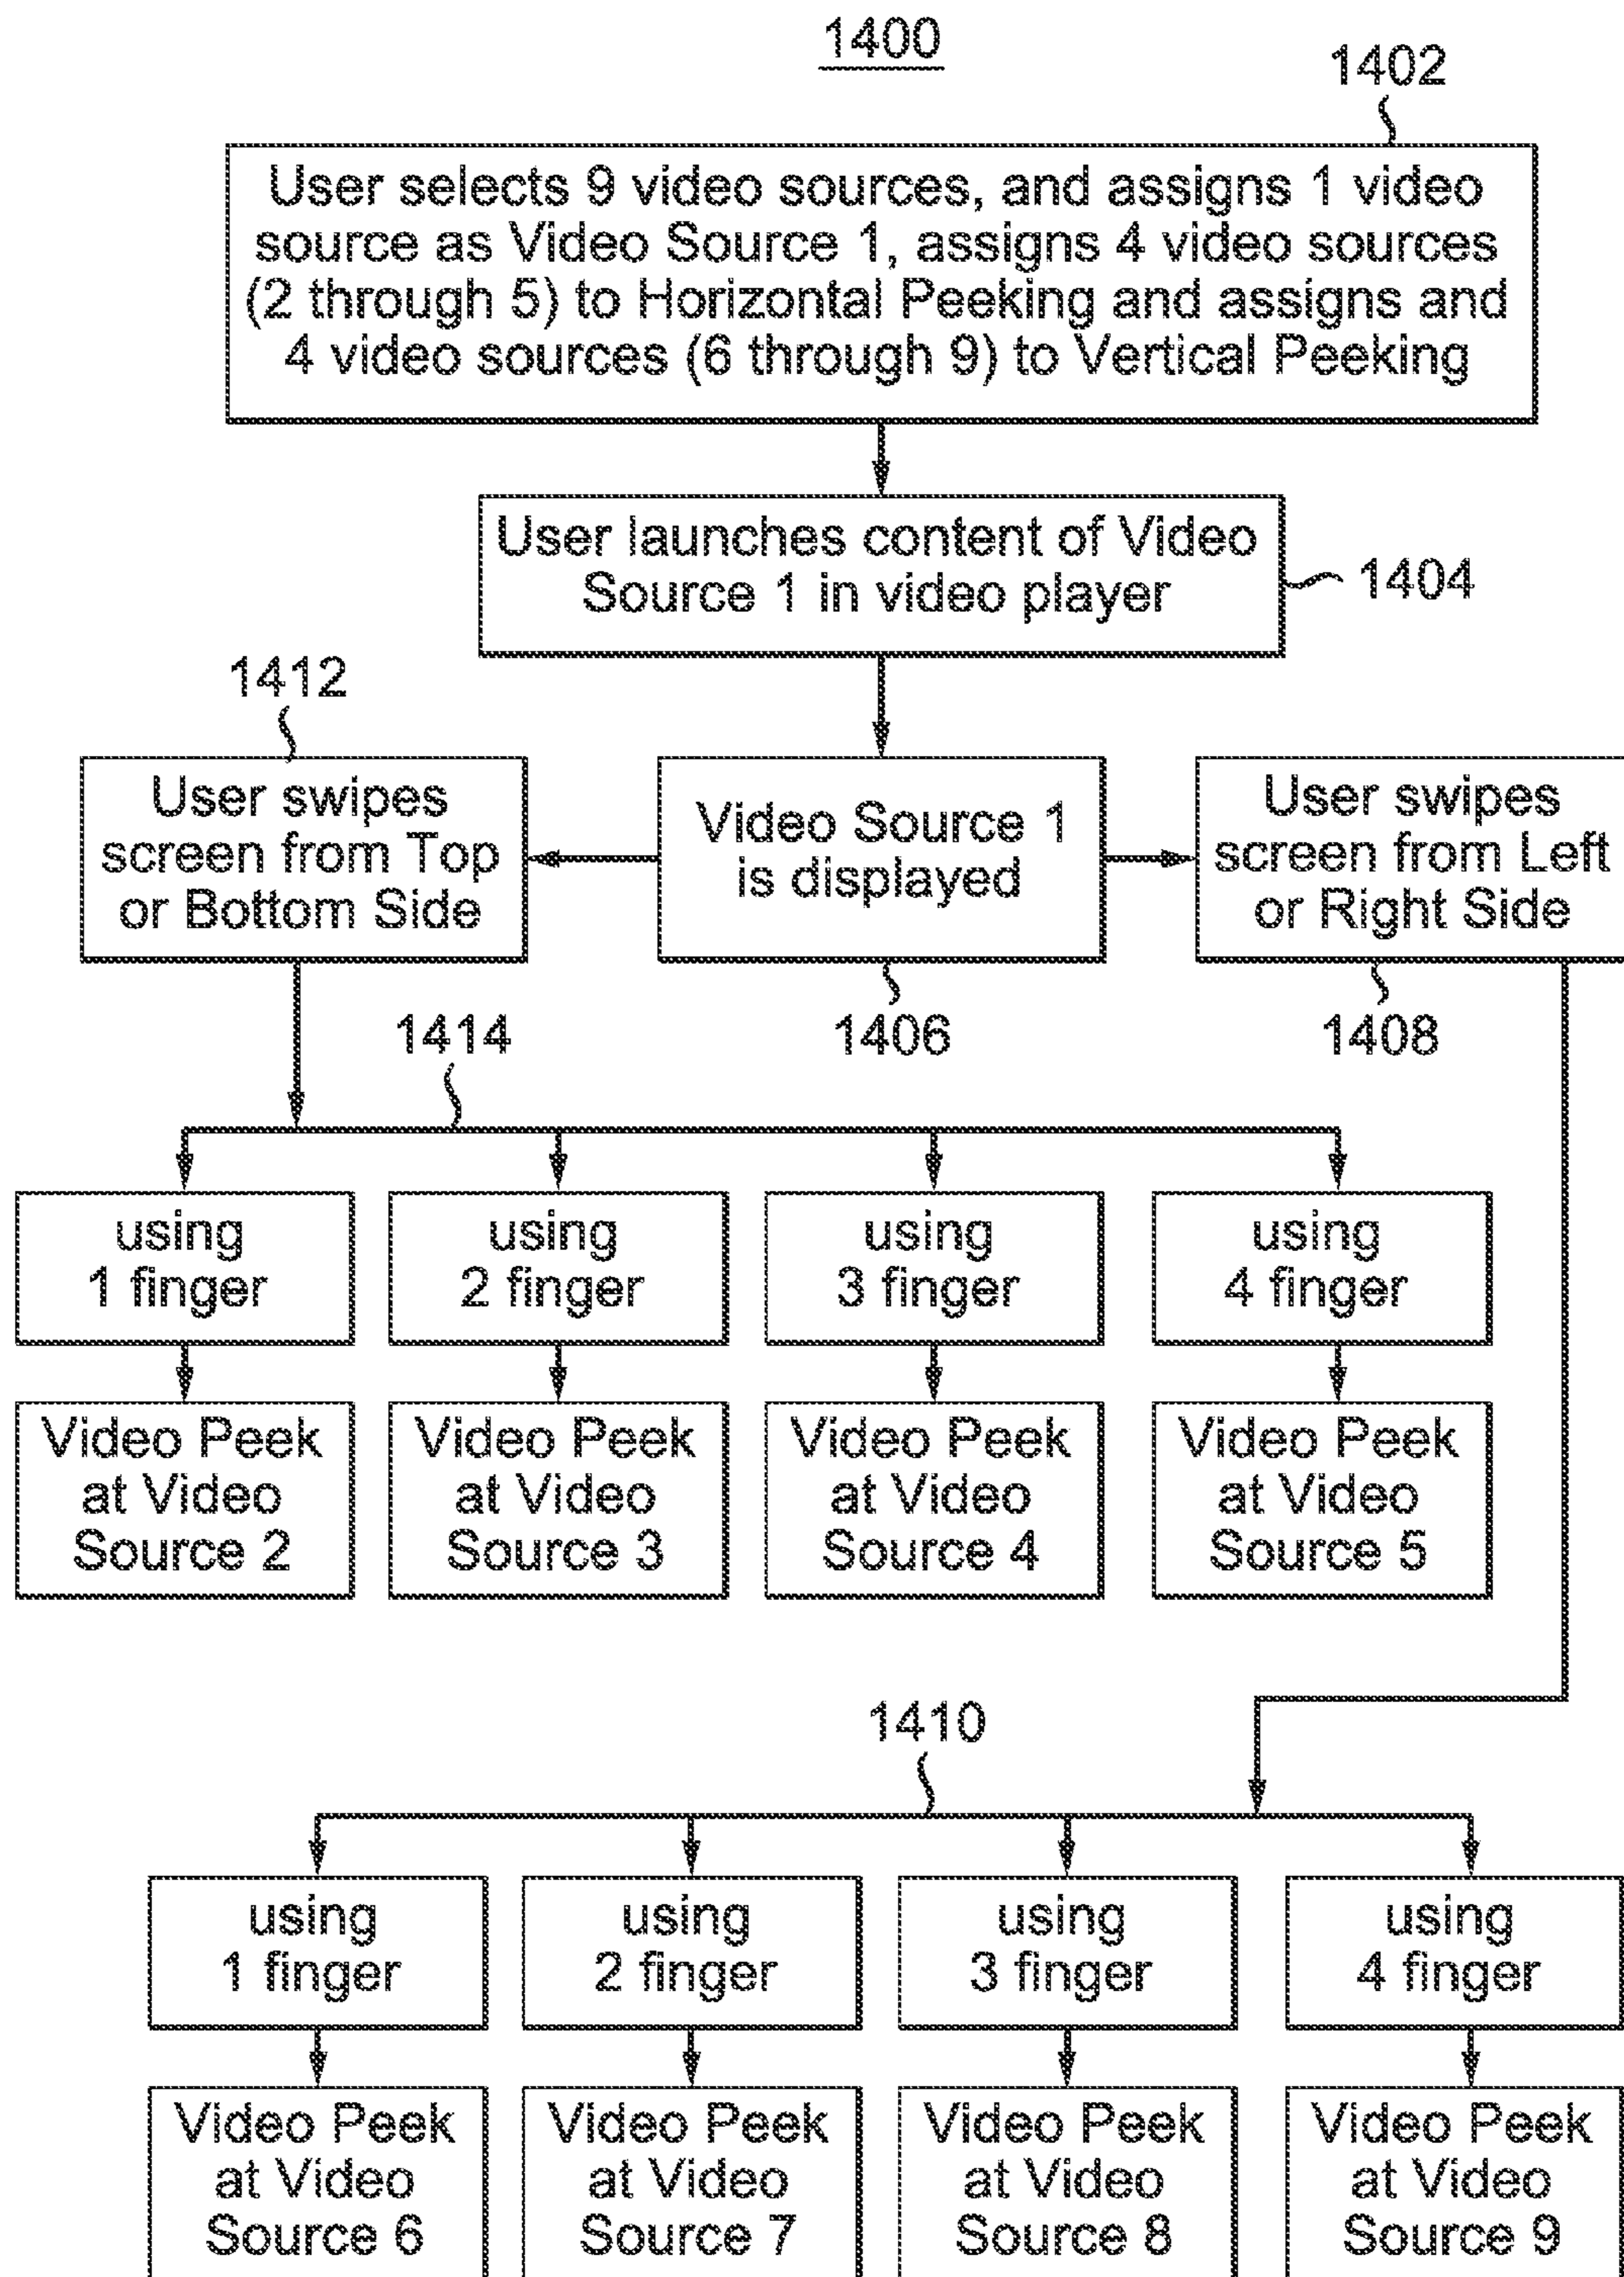 1400
1402
User selects 9 video sources, and assigns 1 video
source as Video Source 1, assigns 4 video sources
(2 through 5) to Horizontal Peeking and assigns and
4 video sources (6 through 9) to Vertical Peeking
User launches content of Video
Source 1 in video player
1404
1412
User swipes
screen from Top
or Bottom Side
Video Source 1
is displayed
User swipes
screen from Left
or Right Side
1414
1406
1408
using
1 finger
using
2 finger
using
3 finger
using
4 finger
Video Peek
at Video
Source 2
Video Peek
at Video
Source 3
Video Peek
at Video
Source 4
Video Peek
at Video
Source 5
1410
using
1 finger
using
2 finger
using
3 finger
using
4 finger
Video Peek
at Video
Source 6
Video Peek
at Video
Source 7
Video Peek
at Video
Source 8
Video Peek
at Video
Source 9